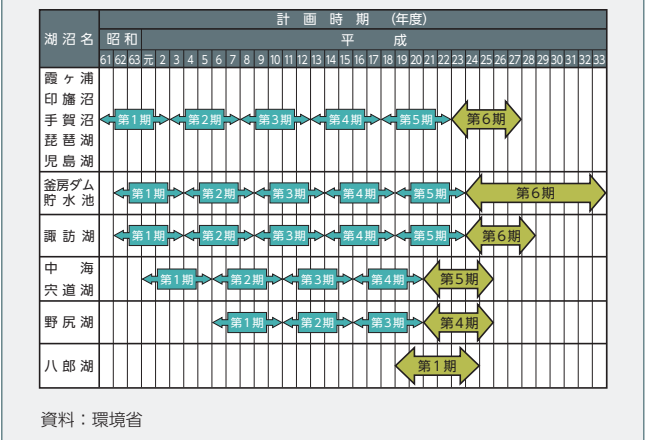 計画時期 (年度)
湖沼名 昭和 平成
61 62 63 元 2 3 4 5 6 7 8 9 10 11 12 13 14 15 16 17 18 19 20 21 22 23 24 25 26 27 28 29 30 31 32 33
霞ヶ浦
印旛沼
手賀沼 第1期 第2期 第3期 第4期 第5期 第6期
琵琶湖
児島湖
釜房ダム
貯水池 第1期 第2期 第3期 第4期 第5期 第6期
諏訪湖 第1期 第2期 第3期 第4期 第5期 第6期
中海
宍道湖 第1期 第2期 第3期 第4期 第5期
野尻湖 第1期 第2期 第3期 第4期
八郎湖 第1期
資料：環境省